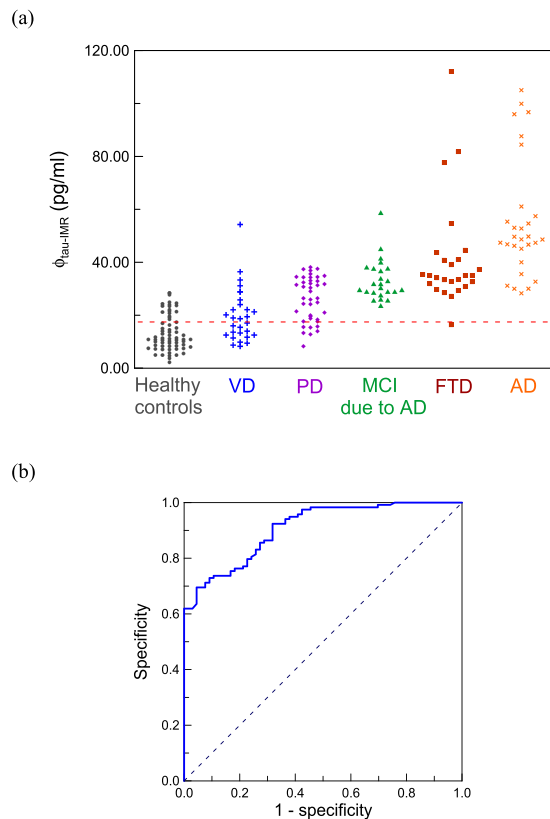 (a)
120.00
80.00
40.00
0.00
ϕtau-IMR (pg/ml)
Healthy controls
VD
PD
MCI due to AD
FTD
AD
(b)
1.0
0.8
0.6
0.4
0.2
0.0
Specificity
0.0 0.2 0.4 0.6 0.8 1.0
1 - specificity